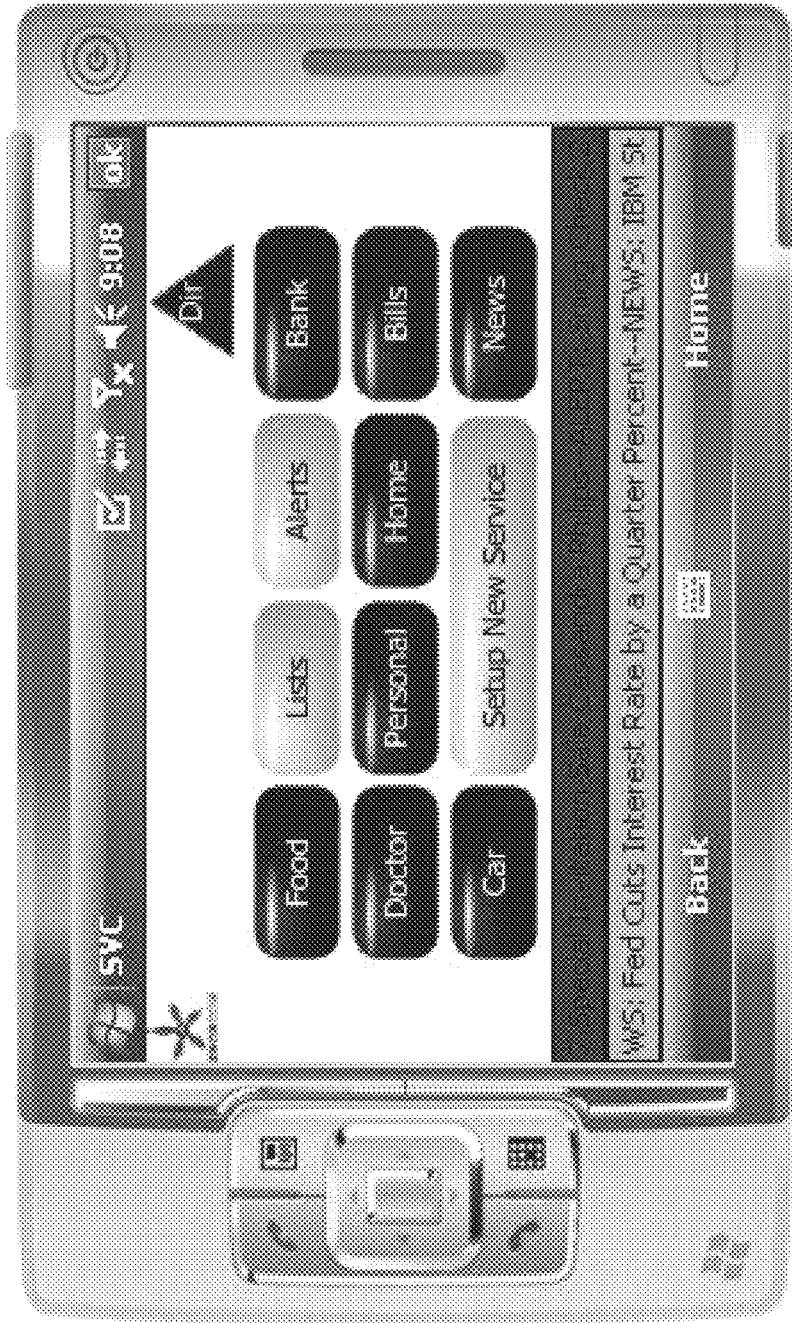 SVC 9:08 ok
Dir
Food Lists Alerts Bank
Doctor Personal Home Bills
Car Setup New Service News
WS: Fed Cuts Interest Rate by a Quarter Percent--NEWS: IBM St
Back Home